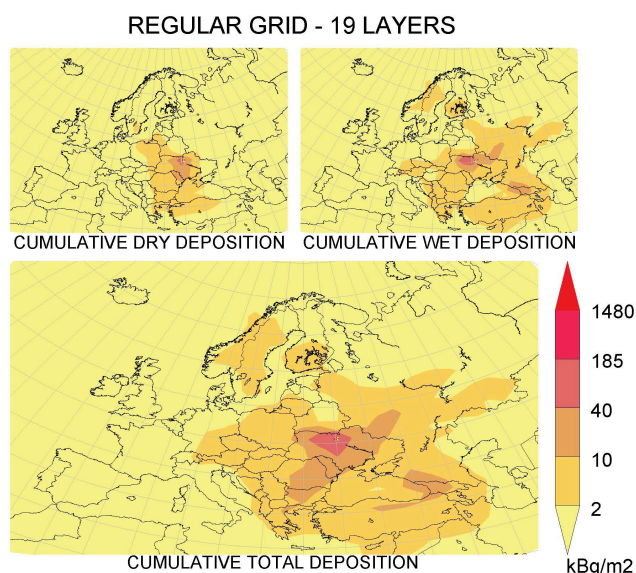 REGULAR GRID - 19 LAYERS
CUMULATIVE DRY DEPOSITION
CUMULATIVE WET DEPOSITION
1480
185
40
10
2
kBq/m2
CUMULATIVE TOTAL DEPOSITION